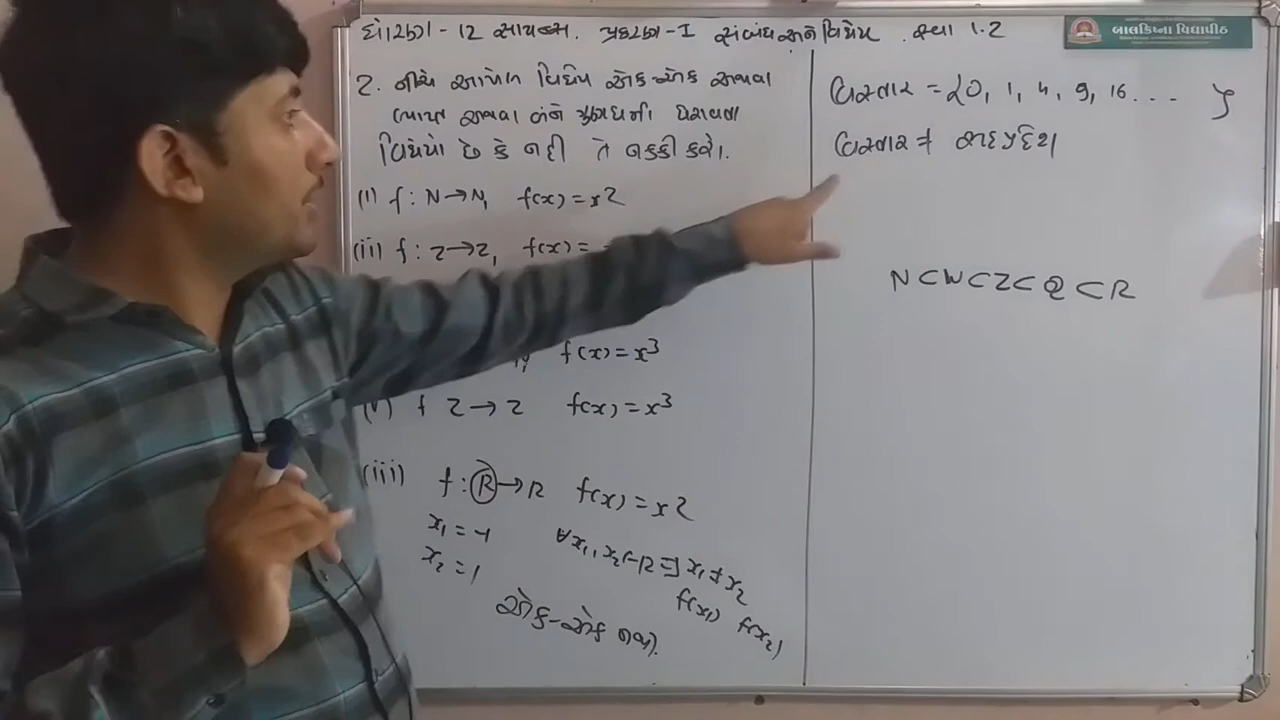 ધોરણ - 12 સાયન્સ. પ્રકરણ - I સંબંધ અને વિધેય. સ્વા 1.2
2. નીચે આપેલ વિધેય એક-એક અથવા
વ્યાપ્ત અથવા બંને ગુણધર્મો ધરાવતા
વિધેયો છે કે નહી તે નક્કી કરો.
(i) f : N→N, f(x) = x2
(ii) f : Z→Z, f(x) =
f(x) = x3
(v) f Z → Z f(x) = x3
(iii) f : R→R f(x) = x2
x1 = -1
x2 = 1
∀x1, x2 ∈ R ∃ x1 ≠ x2
f(x1) f(x2)
એક-એક નથી.
બાલક્રિષ્ના વિદ્યાપીઠ
વિસ્તાર = {0, 1, 4, 9, 16 . . . }
વિસ્તાર ≠ સહપ્રદેશ
N⊂W⊂Z⊂Q⊂R